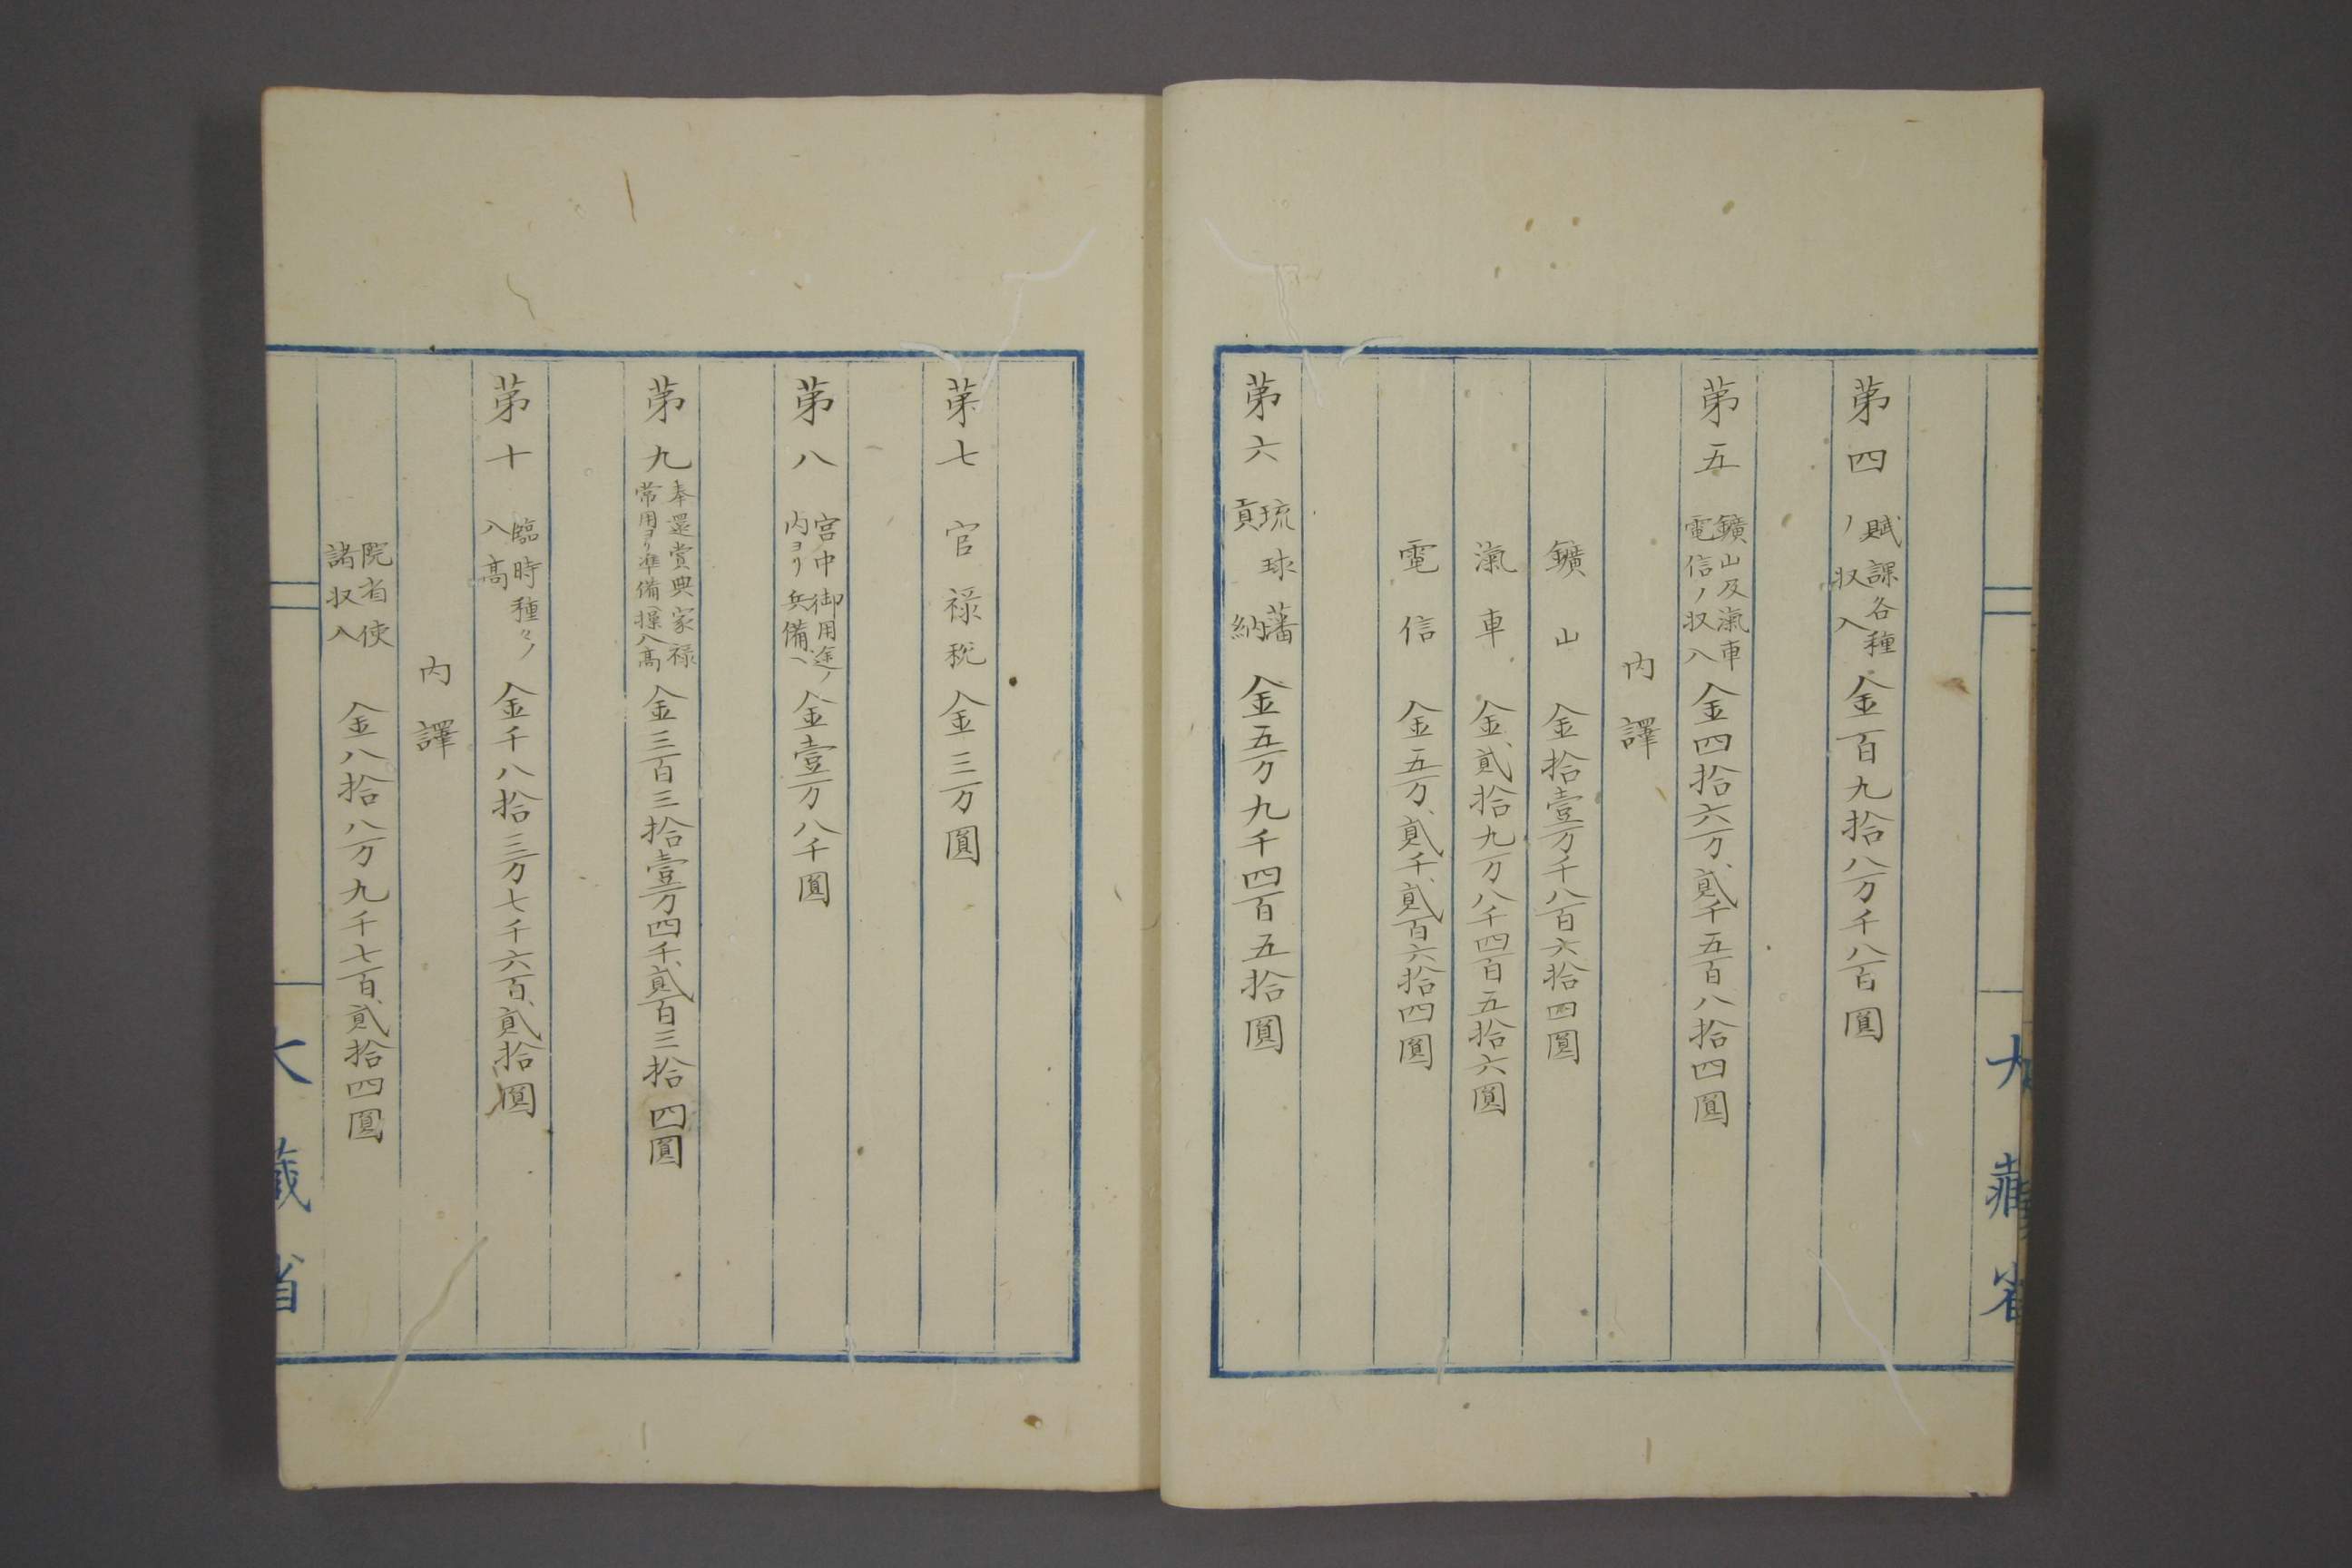 第四 賦課各種ノ収入 金百九拾八万千八百圓
第五 鑛山及滊車電信ノ収入 金四拾六万貳千五百八拾四圓
内譯
鑛山 金拾壹万千八百六拾四圓
滊車 金貳拾九万八千四百五拾六圓
電信 金五万貳千貳百六拾四圓
第六 琉球藩貢納 金五万九千四百五拾圓
大藏省
第七 官禄税 金三万圓
第八 宮中御用途ノ内ヨリ兵備ヘ 金壹万八千圓
第九 奉還賞典家禄常用ヨリ準備ヘ操入高 金三百三拾壹万四千貳百三拾四圓
第十 臨時種々ノ入高 金千八拾三万七千六百貳拾圓
内譯
院省使諸収入 金八拾八万九千七百貳拾四圓
大藏省